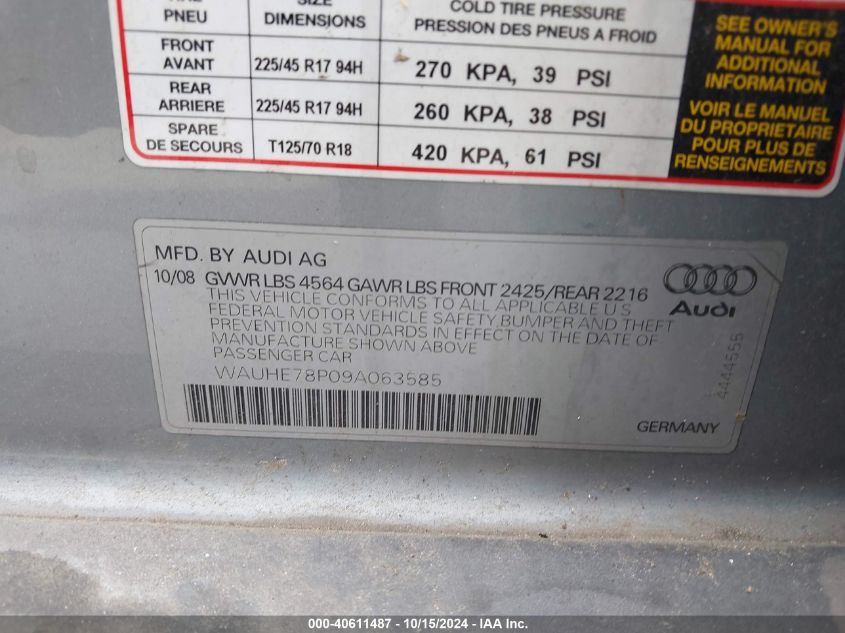 TIRE SIZE COLD TIRE PRESSURE
PNEU DIMENSIONS PRESSION DES PNEUS A FROID
FRONT
AVANT 225/45 R17 94H 270 KPA, 39 PSI
REAR
ARRIERE 225/45 R17 94H 260 KPA, 38 PSI
SPARE
DE SECOURS T125/70 R18 420 KPA, 61 PSI
SEE OWNER'S
MANUAL FOR
ADDITIONAL
INFORMATION
VOIR LE MANUEL
DU PROPRIETAIRE
POUR PLUS DE
RENSEIGNEMENTS
MFD. BY AUDI AG
10/08 GVWR LBS 4564 GAWR LBS FRONT 2425/REAR 2216
THIS VEHICLE CONFORMS TO ALL APPLICABLE U S
FEDERAL MOTOR VEHICLE SAFETY, BUMPER AND THEFT
PREVENTION STANDARDS IN EFFECT ON THE DATE OF
MANUFACTURE SHOWN ABOVE
PASSENGER CAR
WAUHE78P09A063585
Audi
4444555
GERMANY
000-40611487 - 10/15/2024 - IAA Inc.